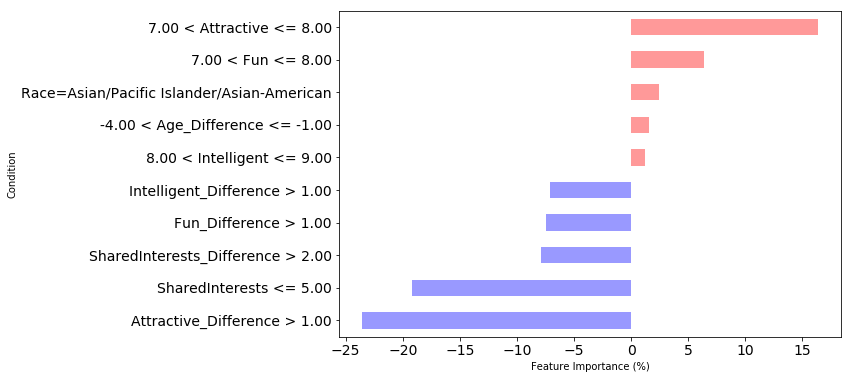 7.00 < Attractive <= 8.00
7.00 < Fun <= 8.00
Race=Asian/Pacific Islander/Asian-American
-4.00 < Age_Difference <= -1.00
8.00 < Intelligent <= 9.00
Intelligent_Difference > 1.00
Fun_Difference > 1.00
SharedInterests_Difference > 2.00
SharedInterests <= 5.00
Attractive_Difference > 1.00
Condition
−25 −20 −15 −10 −5 0 5 10 15
Feature Importance (%)